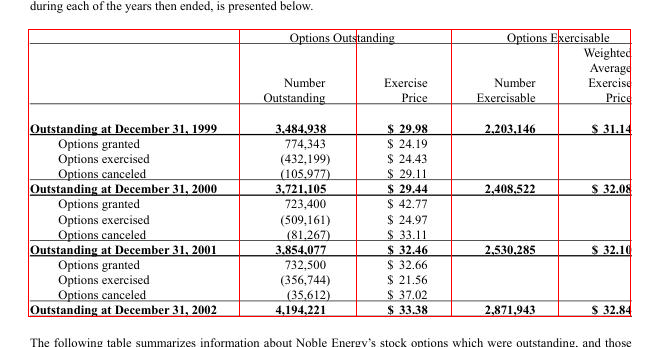 during each of the years then ended, is presented below.
Options Outstanding Options Exercisable
Weighted
Average
Number Exercise Number Exercise
Outstanding Price Exercisable Price
Outstanding at December 31, 1999 3,484,938 $ 29.98 2,203,146 $ 31.14
Options granted 774,343 $ 24.19
Options exercised (432,199) $ 24.43
Options canceled (105,977) $ 29.11
Outstanding at December 31, 2000 3,721,105 $ 29.44 2,408,522 $ 32.08
Options granted 723,400 $ 42.77
Options exercised (509,161) $ 24.97
Options canceled (81,267) $ 33.11
Outstanding at December 31, 2001 3,854,077 $ 32.46 2,530,285 $ 32.10
Options granted 732,500 $ 32.66
Options exercised (356,744) $ 21.56
Options canceled (35,612) $ 37.02
Outstanding at December 31, 2002 4,194,221 $ 33.38 2,871,943 $ 32.84
The following table summarizes information about Noble Energy's stock options which were outstanding, and those